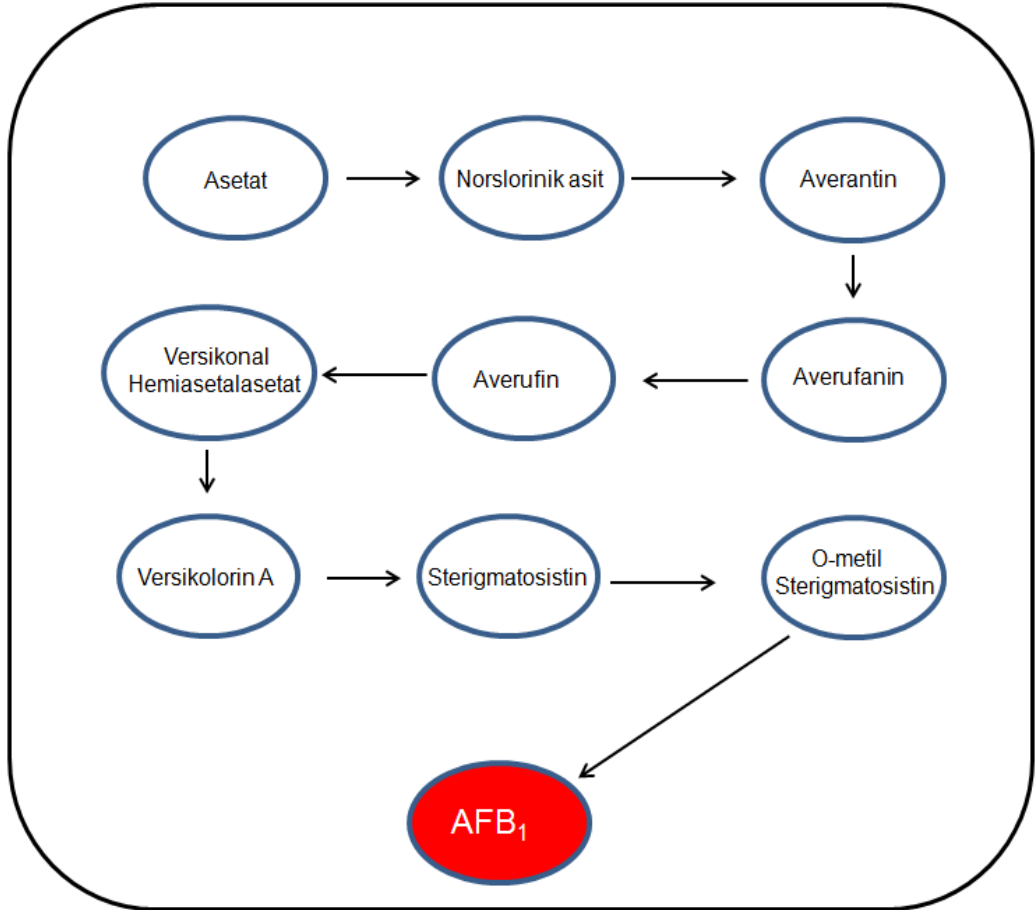 Asetat
Norslorinik asit
Averantin
Averufanin
Averufin
Versikonal
Hemiasetalasetat
Versikolorin A
Sterigmatosistin
O-metil
Sterigmatosistin
AFB₁